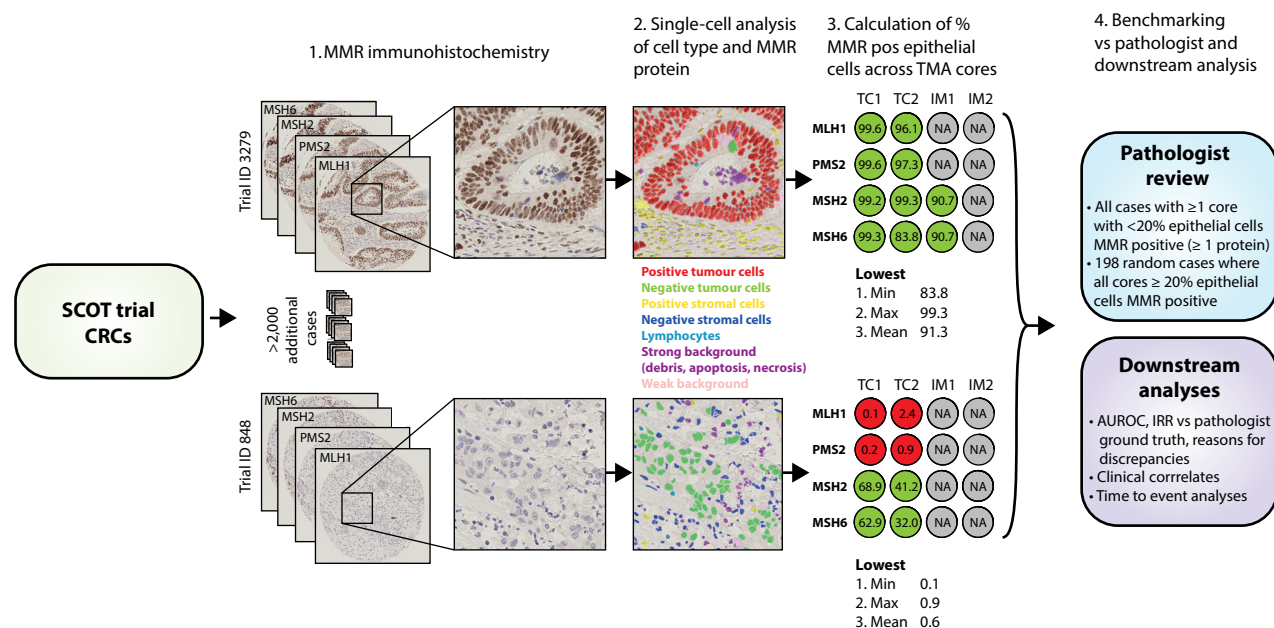 1. MMR immunohistochemistry
2. Single-cell analysis
of cell type and MMR
protein
3. Calculation of %
MMR pos epithelial
cells across TMA cores
4. Benchmarking
vs pathologist and
downstream analysis
SCOT trial
CRCs
Trial ID 3279
MSH6
MSH2
PMS2
MLH1
>2,000
additional
cases
Trial ID 848
MSH6
MSH2
PMS2
MLH1
Positive tumour cells
Negative tumour cells
Positive stromal cells
Negative stromal cells
Lymphocytes
Strong background
(debris, apoptosis, necrosis)
Weak background
TC1 TC2 IM1 IM2
MLH1 99.6 96.1 NA NA
PMS2 99.6 97.3 NA NA
MSH2 99.2 99.3 90.7 NA
MSH6 99.3 83.8 90.7 NA
Lowest
1. Min 83.8
2. Max 99.3
3. Mean 91.3
TC1 TC2 IM1 IM2
MLH1 0.1 2.4 NA NA
PMS2 0.2 0.9 NA NA
MSH2 68.9 41.2 NA NA
MSH6 62.9 32.0 NA NA
Lowest
1. Min 0.1
2. Max 0.9
3. Mean 0.6
Pathologist
review
• All cases with ≥1 core
with <20% epithelial cells
MMR positive (≥ 1 protein)
• 198 random cases where
all cores ≥ 20% epithelial
cells MMR positive
Downstream
analyses
• AUROC, IRR vs pathologist
ground truth, reasons for
discrepancies
• Clinical corrrelates
• Time to event analyses